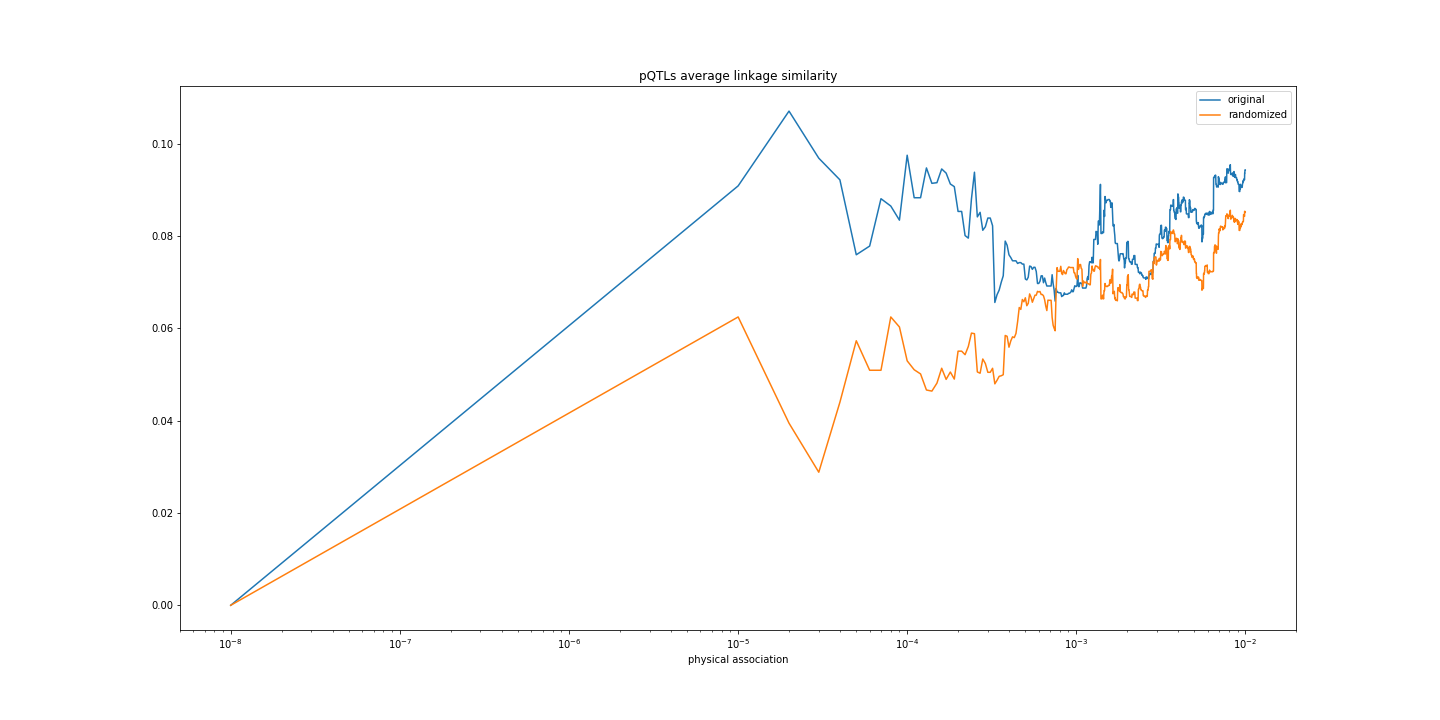 pQTLs average linkage similarity
original
randomized
0.10
0.08
0.06
0.04
0.02
0.00
10⁻⁸ 10⁻⁷ 10⁻⁶ 10⁻⁵ 10⁻⁴ 10⁻³ 10⁻²
physical association